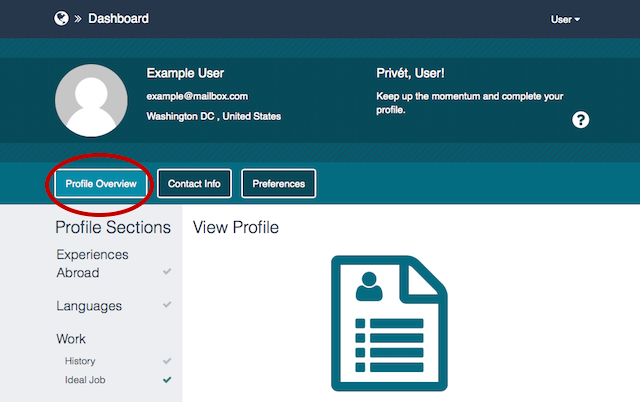 » Dashboard
User
Example User
example@mailbox.com
Washington DC , United States
Privét, User!
Keep up the momentum and complete your
profile.
?
Profile Overview
Contact Info
Preferences
Profile Sections
Experiences
Abroad
Languages
Work
History
Ideal Job
View Profile